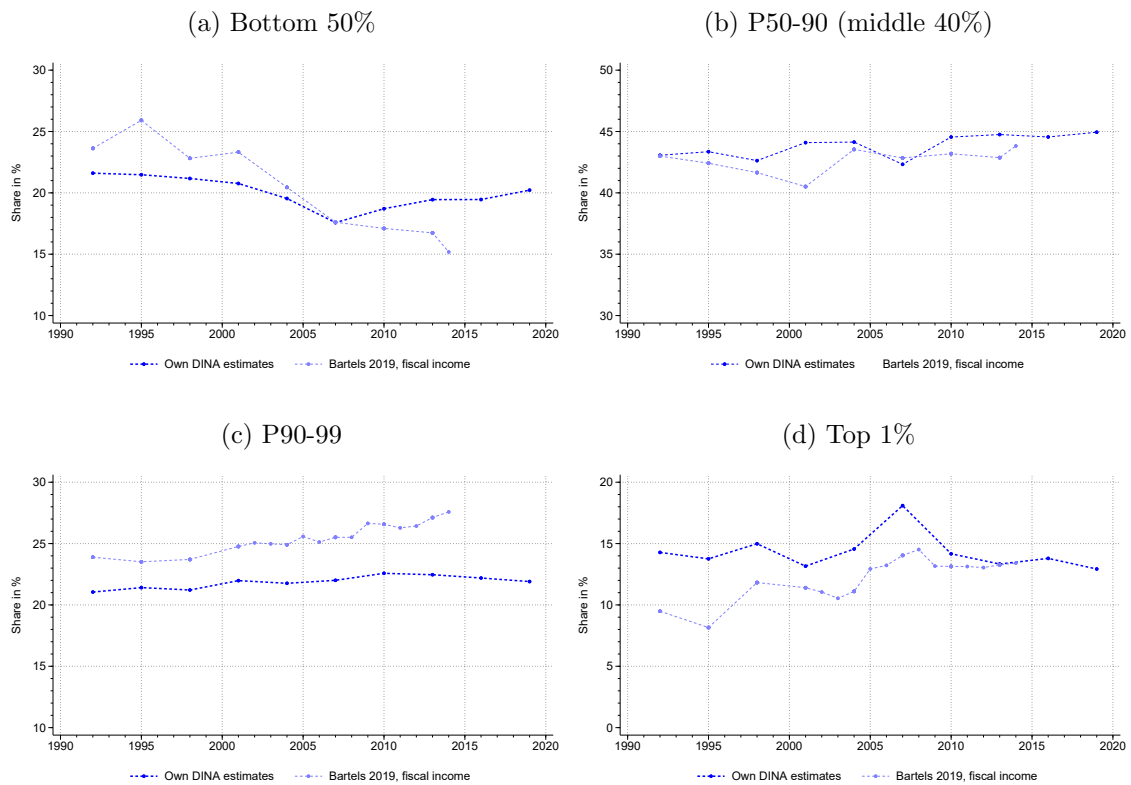 (a) Bottom 50%
Share in %
30
25
20
15
10
1990 1995 2000 2005 2010 2015 2020
Own DINA estimates Bartels 2019, fiscal income
(b) P50-90 (middle 40%)
Share in %
50
45
40
35
30
1990 1995 2000 2005 2010 2015 2020
Own DINA estimates Bartels 2019, fiscal income
(c) P90-99
Share in %
30
25
20
15
10
1990 1995 2000 2005 2010 2015 2020
Own DINA estimates Bartels 2019, fiscal income
(d) Top 1%
Share in %
20
15
10
5
0
1990 1995 2000 2005 2010 2015 2020
Own DINA estimates Bartels 2019, fiscal income